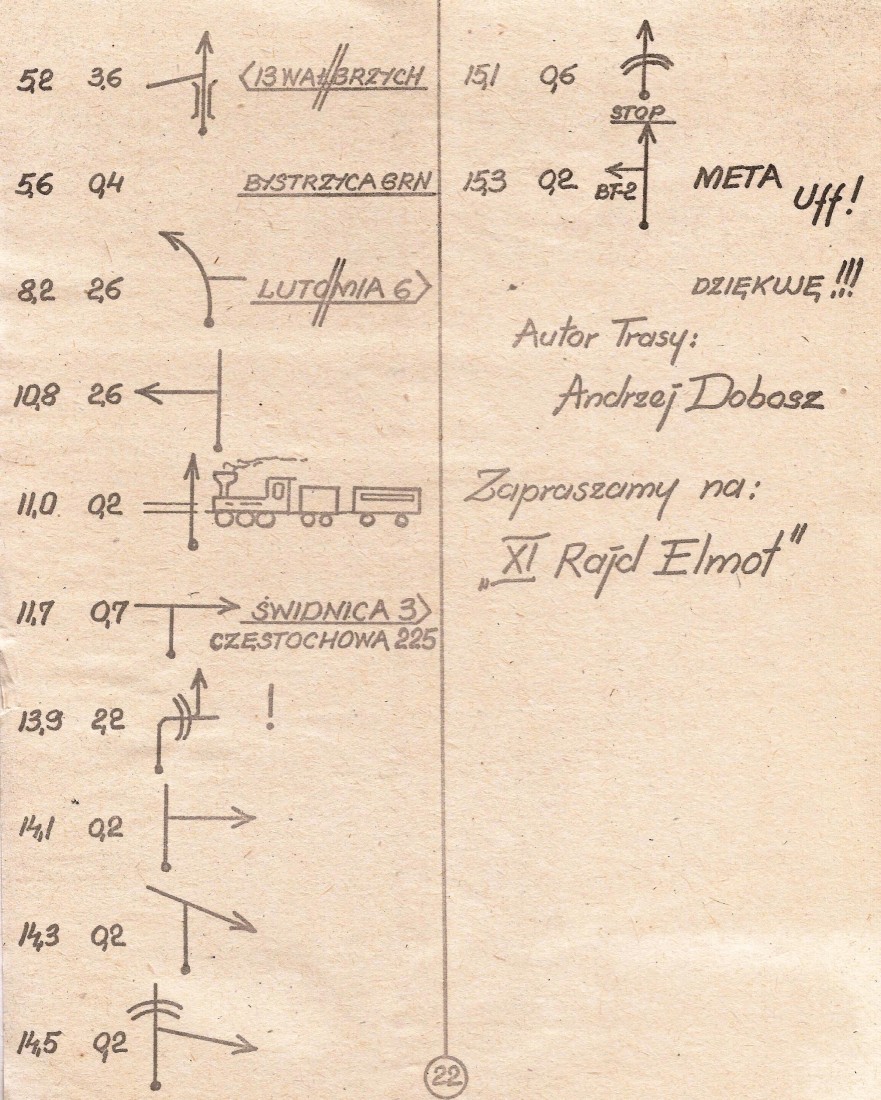 5,2 3,6 13 WAŁBRZYCH
5,6 0,4 BYSTRZYCA GRN
8,2 2,6 LUTOMIA 6
10,8 2,6
11,0 0,2
11,7 0,7 ŚWIDNICA 3
CZĘSTOCHOWA 225
13,9 2,2 !
14,1 0,2
14,3 0,2
14,5 0,2
15,1 0,6
STOP
15,3 0,2 BT-2 META
Uff!
DZIĘKUJĘ!!!
Autor Trasy:
Andrzej Dobosz
Zapraszamy na:
„XI Rajd Elmot"
22